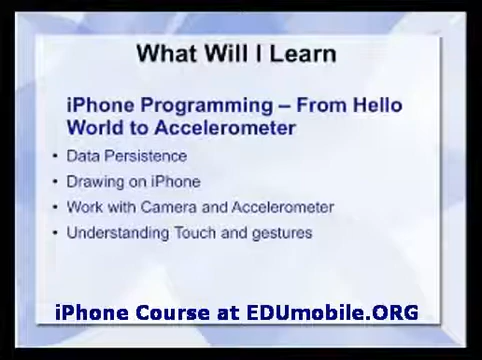 What Will I Learn
iPhone Programming – From Hello
World to Accelerometer
• Data Persistence
• Drawing on iPhone
• Work with Camera and Accelerometer
• Understanding Touch and gestures
iPhone Course at EDUmobile.ORG